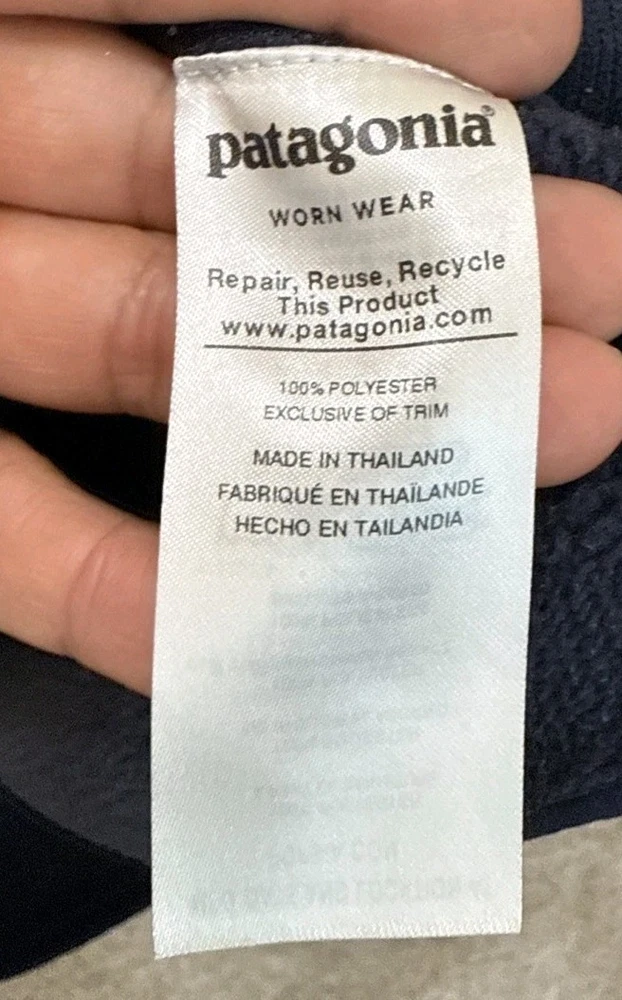 patagonia®
WORN WEAR
Repair, Reuse, Recycle
This Product
www.patagonia.com
100% POLYESTER
EXCLUSIVE OF TRIM
MADE IN THAILAND
FABRIQUÉ EN THAÏLANDE
HECHO EN TAILANDIA